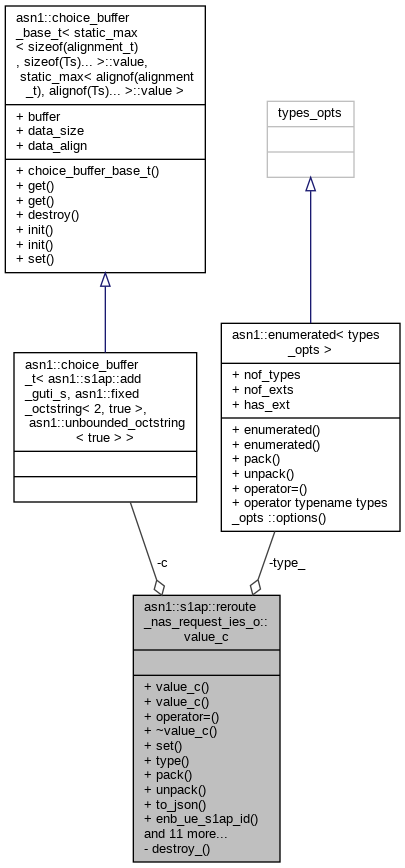 asn1::choice_buffer
_base_t< static_max
< sizeof(alignment_t)
, sizeof(Ts)... >::value,
static_max< alignof(alignment
_t), alignof(Ts)... >::value >
+ buffer
+ data_size
+ data_align
+ choice_buffer_base_t()
+ get()
+ get()
+ destroy()
+ init()
+ init()
+ set()
types_opts
asn1::choice_buffer
_t< asn1::s1ap::add
_guti_s, asn1::fixed
_octstring< 2, true >,
asn1::unbounded_octstring
< true > >
asn1::enumerated< types
_opts >
+ nof_types
+ nof_exts
+ has_ext
+ enumerated()
+ enumerated()
+ pack()
+ unpack()
+ operator=()
+ operator typename types
_opts ::options()
-c
-type_
asn1::s1ap::reroute
_nas_request_ies_o::
value_c
+ value_c()
+ value_c()
+ operator=()
+ ~value_c()
+ set()
+ type()
+ pack()
+ unpack()
+ to_json()
+ enb_ue_s1ap_id()
and 11 more...
- destroy_()